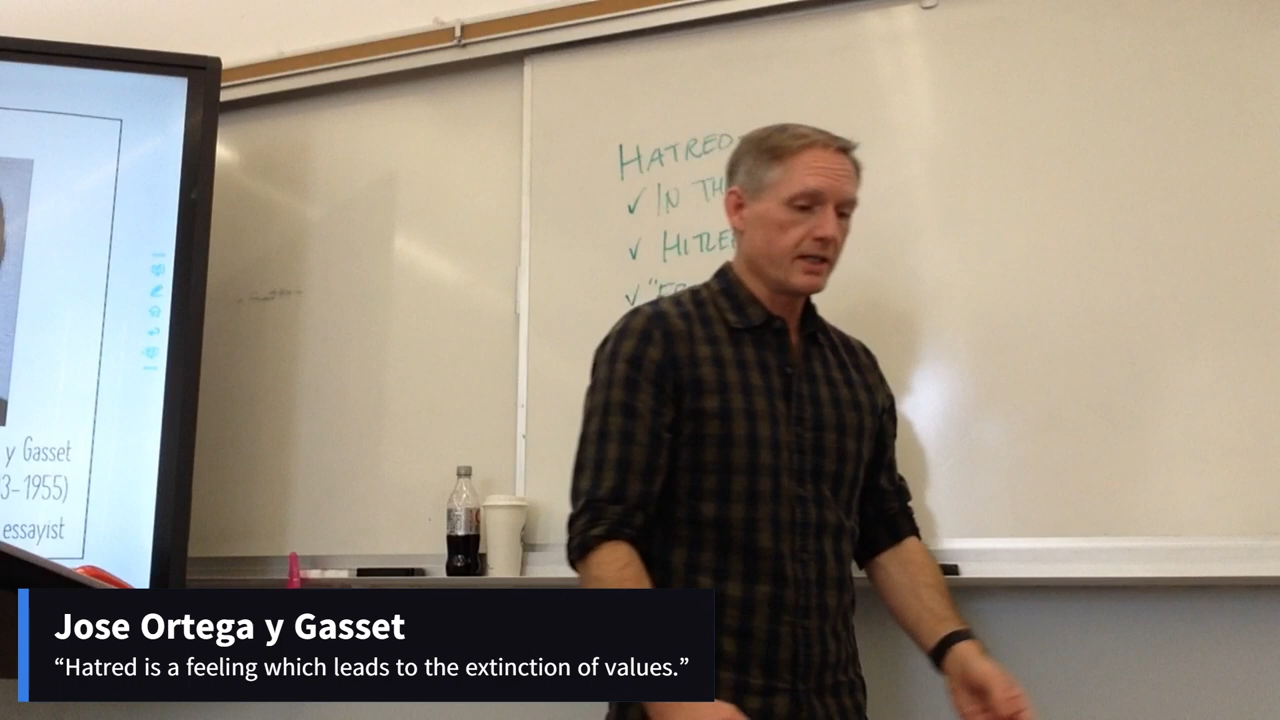 HATRED
✓ IN TH
✓ HITLE
y Gasset
3–1955)
essayist
Jose Ortega y Gasset
“Hatred is a feeling which leads to the extinction of values.”